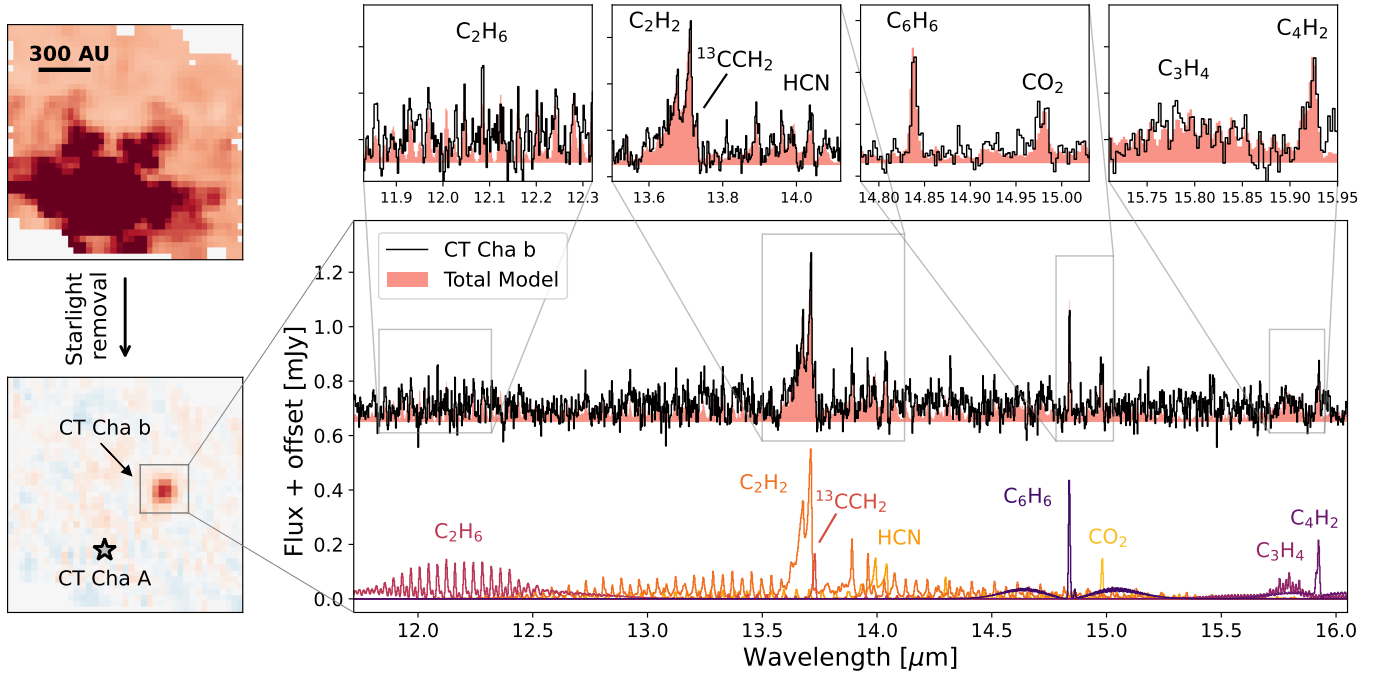 300 AU
Starlight
removal
CT Cha b
CT Cha A
C₂H₆
11.9 12.0 12.1 12.2 12.3
C₂H₂
¹³CCH₂
HCN
13.6 13.8 14.0
C₆H₆
CO₂
14.80 14.85 14.90 14.95 15.00
C₄H₂
C₃H₄
15.75 15.80 15.85 15.90 15.95
CT Cha b
Total Model
Flux + offset [mJy]
1.2
1.0
0.8
0.6
0.4
0.2
0.0
C₂H₆
C₂H₂
¹³CCH₂
HCN
C₆H₆
CO₂
C₃H₄
C₄H₂
12.0 12.5 13.0 13.5 14.0 14.5 15.0 15.5 16.0
Wavelength [μm]